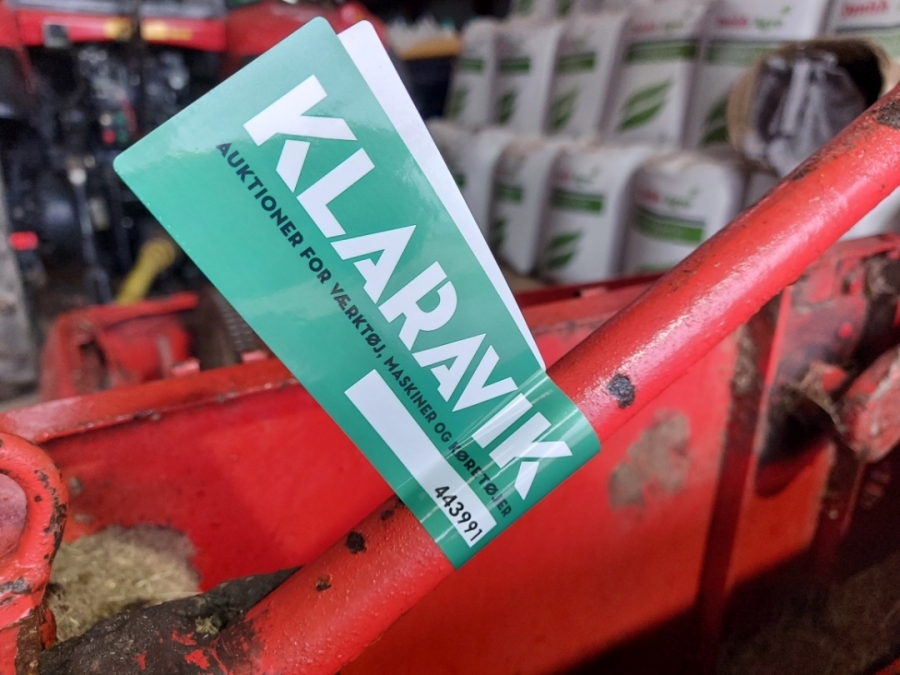 KLARAVIK
AUKTIONER FOR VÆRKTØJ, MASKINER OG KØRETØJER
443991